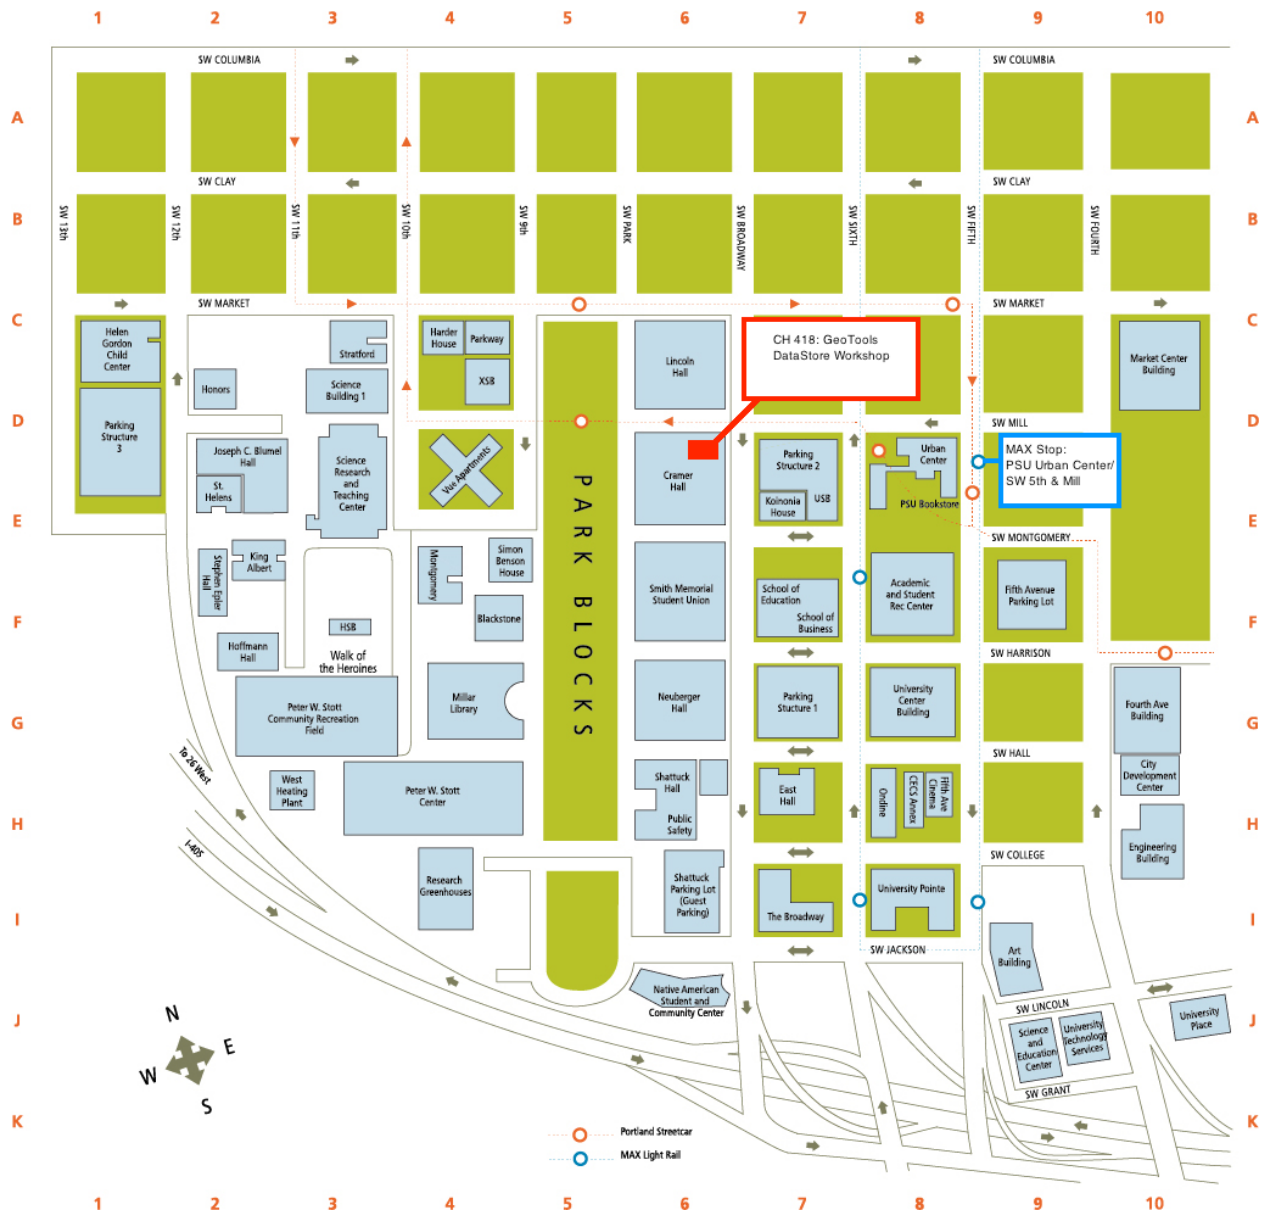 1 2 3 4 5 6 7 8 9 10
SW COLUMBIA
SW COLUMBIA
A
A
SW CLAY
SW CLAY
B
B
SW 13th
SW 12th
SW 11th
SW 10th
SW 9th
SW PARK
SW BROADWAY
SW SIXTH
SW FIFTH
SW FOURTH
SW MARKET
SW MARKET
C
C
Helen
Gordon
Child
Center
Stratford
Harder
House
Parkway
Lincoln
Hall
CH 418: GeoTools
DataStore Workshop
Market Center
Building
Honors
Science
Building 1
XSB
D
D
SW MILL
Parking
Structure
3
Joseph C. Blumel
Hall
St.
Helens
Science
Research
and
Teaching
Center
Vue Apartments
PARK BLOCKS
Cramer
Hall
Parking
Structure 2
Koinonia
House
USB
Urban
Center
PSU Bookstore
MAX Stop:
PSU Urban Center/
SW 5th & Mill
E
E
SW MONTGOMERY
Stephen Epler
Hall
King
Albert
Montgomery
Simon
Benson
House
Smith Memorial
Student Union
School of
Education
School of
Business
Academic
and Student
Rec Center
Fifth Avenue
Parking Lot
F
F
HSB
Blackstone
Hoffmann
Hall
Walk of
the Heroines
SW HARRISON
Peter W. Stott
Community Recreation
Field
Millar
Library
Neuberger
Hall
Parking
Stucture 1
University
Center
Building
Fourth Ave
Building
G
G
To 26 West
SW HALL
West
Heating
Plant
Peter W. Stott
Center
Shattuck
Hall
Public
Safety
East
Hall
Ondine
CECS Annex
Fifth Ave
Cinema
City
Development
Center
H
H
I-405
SW COLLEGE
Engineering
Building
Research
Greenhouses
Shattuck
Parking Lot
(Guest
Parking)
The Broadway
University Pointe
I
I
SW JACKSON
Art
Building
Native American
Student and
Community Center
SW LINCOLN
University
Place
J
J
Science
and
Education
Center
University
Technology
Services
N
E
W
S
SW GRANT
K
K
Portland Streetcar
MAX Light Rail
1 2 3 4 5 6 7 8 9 10